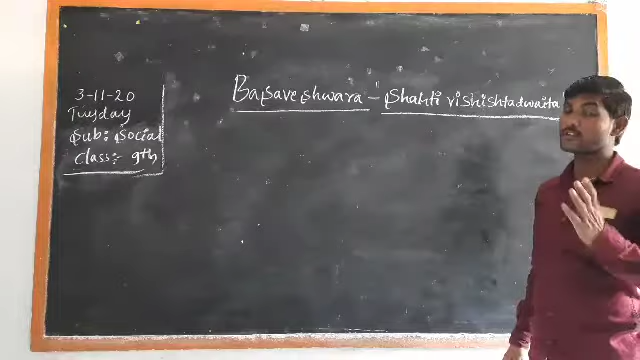 3-11-20
Tuesday
Sub: Social
Class:- 9th
Basaveshwara - Shakti vishishtadwaita